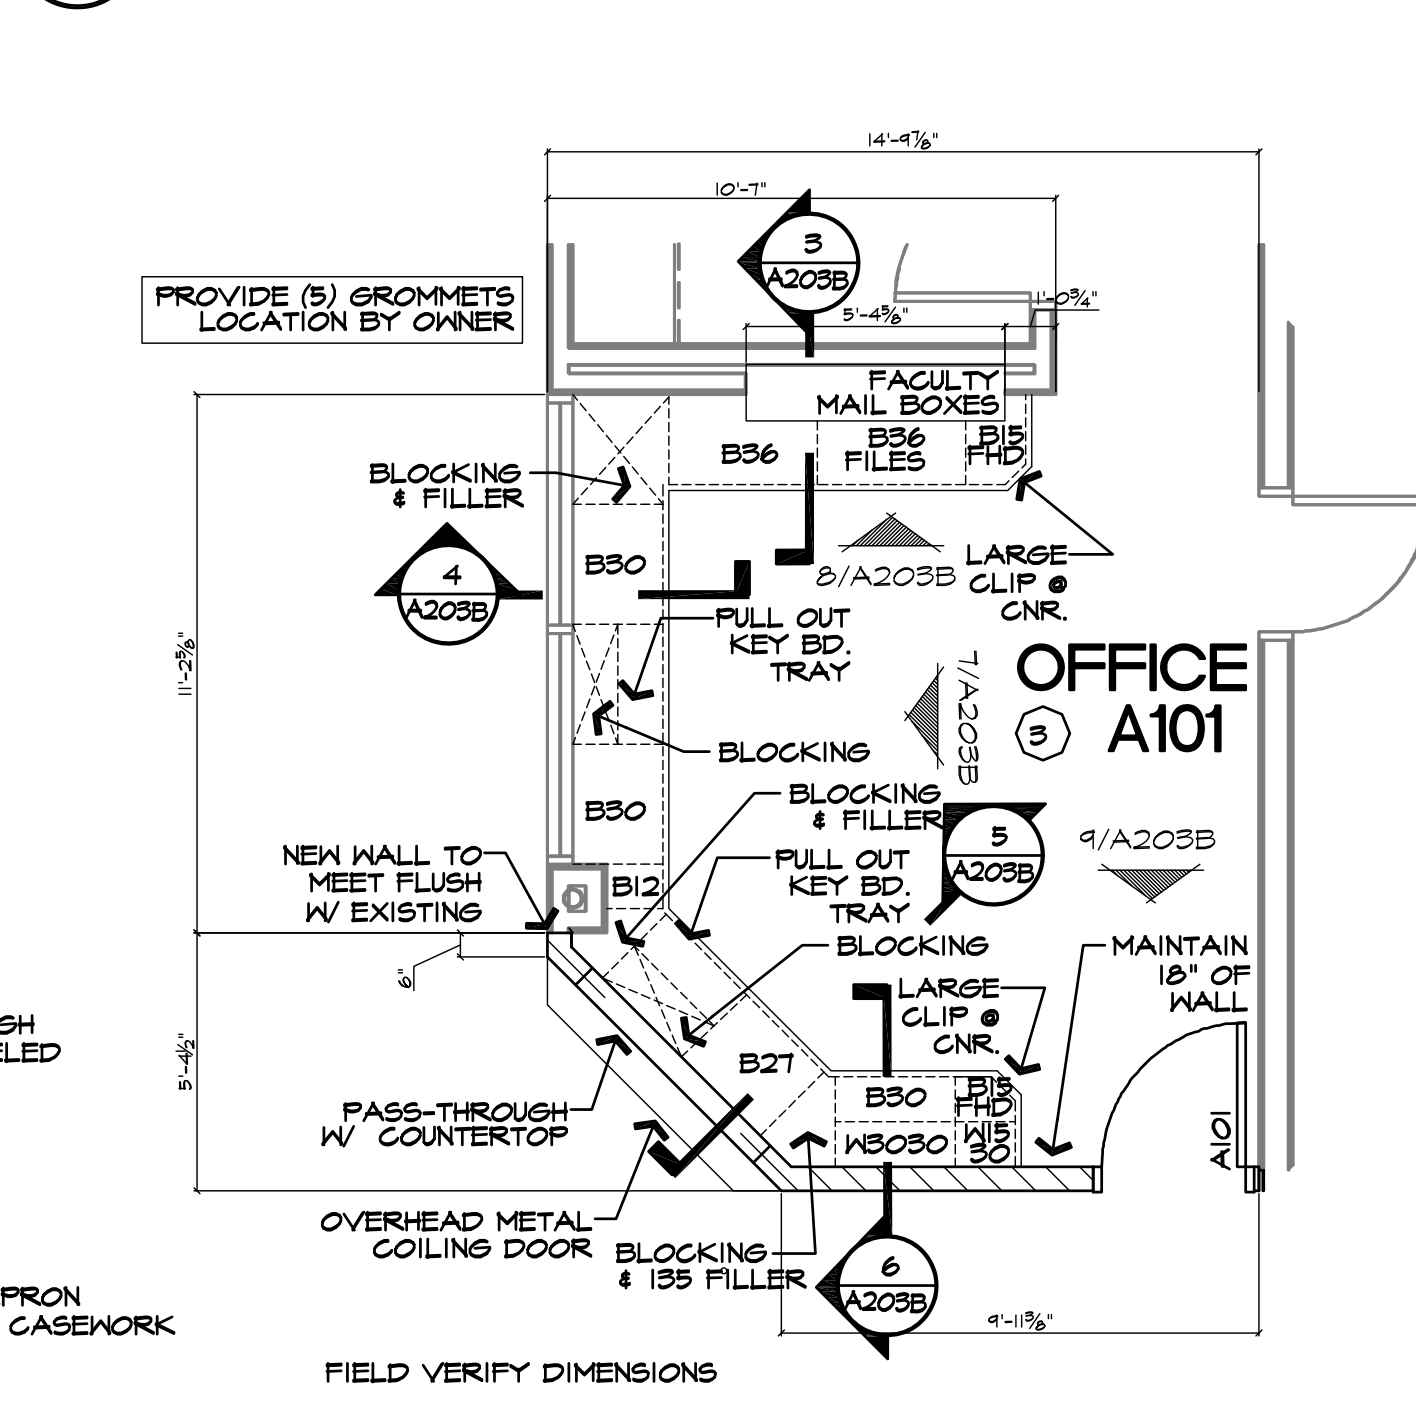 14'-9⅞"
10'-7"
3
A203B
1'-0¾"
5'-4⅝"
PROVIDE (5) GROMMETS
LOCATION BY OWNER
FACULTY
MAIL BOXES
B36
B36
FILES
B15
FHD
BLOCKING
& FILLER
B30
4
A203B
8/A203B
LARGE
CLIP @
CNR.
PULL OUT
KEY BD.
TRAY
11'-2⅝"
7/A203B
OFFICE
A101
3
BLOCKING
BLOCKING
& FILLER
B30
5
A203B
9/A203B
NEW WALL TO
MEET FLUSH
W/ EXISTING
B12
PULL OUT
KEY BD.
TRAY
BLOCKING
MAINTAIN
18" OF
WALL
6"
LARGE
CLIP @
CNR.
GH
ELED
5'-4½"
B27
B30
B15
FHD
W3030
W15
30
A101
PASS-THROUGH
W/ COUNTERTOP
OVERHEAD METAL
COILING DOOR
BLOCKING
& 135 FILLER
6
A203B
PRON
CASEWORK
9'-11⅜"
FIELD VERIFY DIMENSIONS